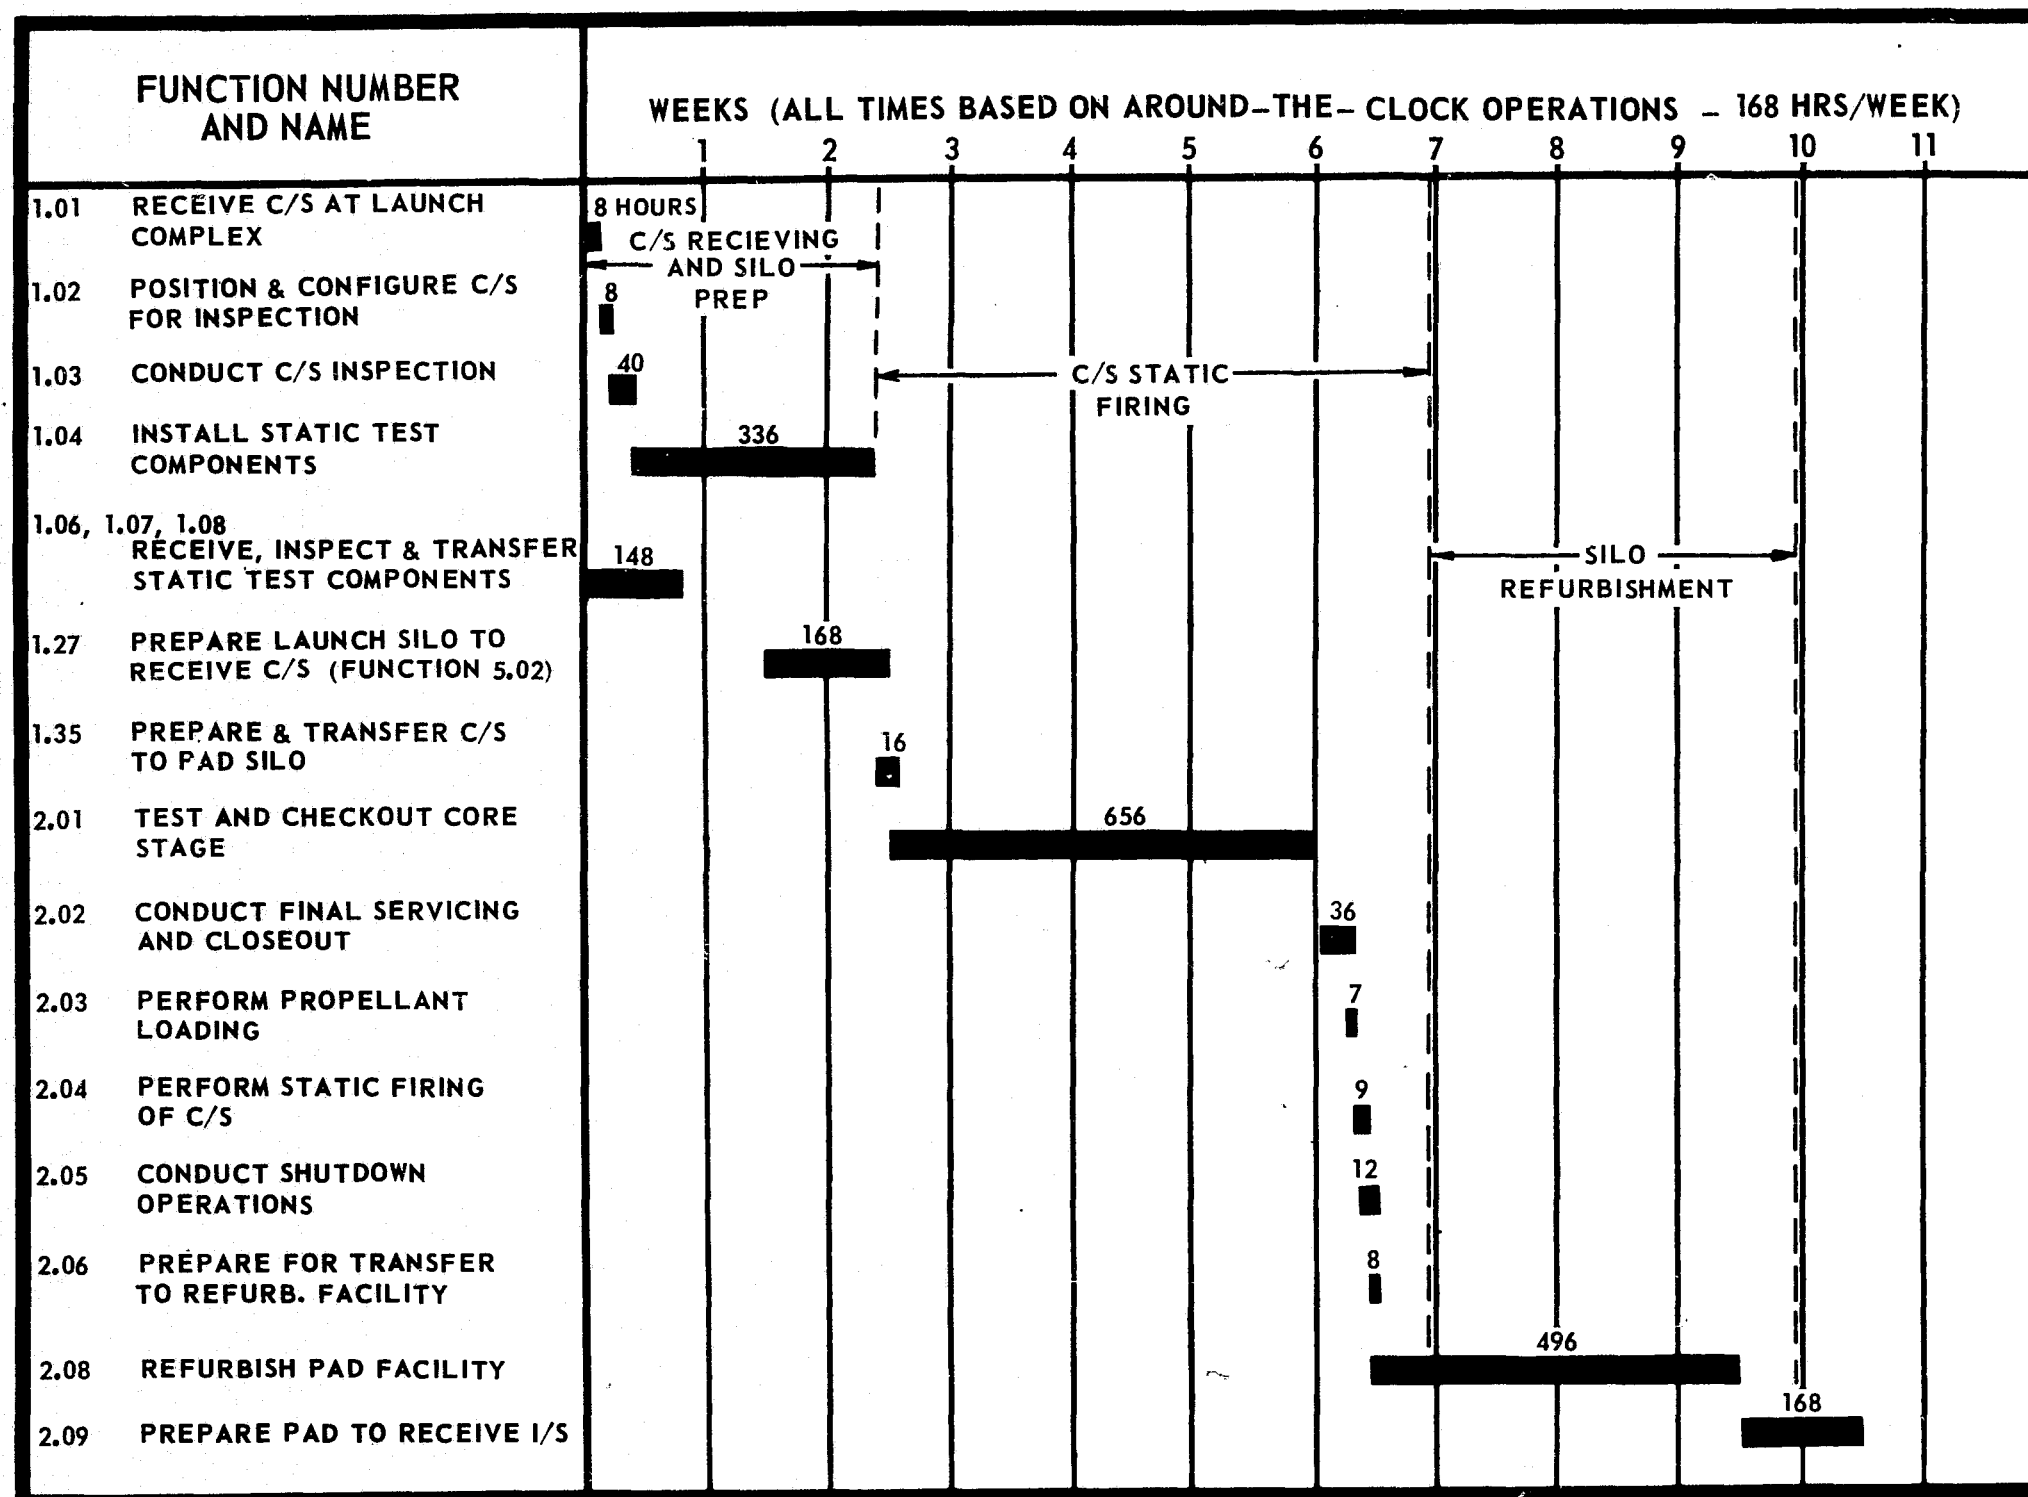 FUNCTION NUMBER
AND NAME
WEEKS (ALL TIMES BASED ON AROUND-THE- CLOCK OPERATIONS - 168 HRS/WEEK)
1 2 3 4 5 6 7 8 9 10 11
1.01 RECEIVE C/S AT LAUNCH
COMPLEX
8 HOURS
C/S RECIEVING
AND SILO
PREP
1.02 POSITION & CONFIGURE C/S
FOR INSPECTION
8
1.03 CONDUCT C/S INSPECTION
40
C/S STATIC
FIRING
1.04 INSTALL STATIC TEST
COMPONENTS
336
1.06, 1.07, 1.08
RECEIVE, INSPECT & TRANSFER
STATIC TEST COMPONENTS
148
SILO
REFURBISHMENT
1.27 PREPARE LAUNCH SILO TO
RECEIVE C/S (FUNCTION 5.02)
168
1.35 PREPARE & TRANSFER C/S
TO PAD SILO
16
2.01 TEST AND CHECKOUT CORE
STAGE
656
2.02 CONDUCT FINAL SERVICING
AND CLOSEOUT
36
2.03 PERFORM PROPELLANT
LOADING
7
2.04 PERFORM STATIC FIRING
OF C/S
9
2.05 CONDUCT SHUTDOWN
OPERATIONS
12
2.06 PREPARE FOR TRANSFER
TO REFURB. FACILITY
8
2.08 REFURBISH PAD FACILITY
496
2.09 PREPARE PAD TO RECEIVE I/S
168